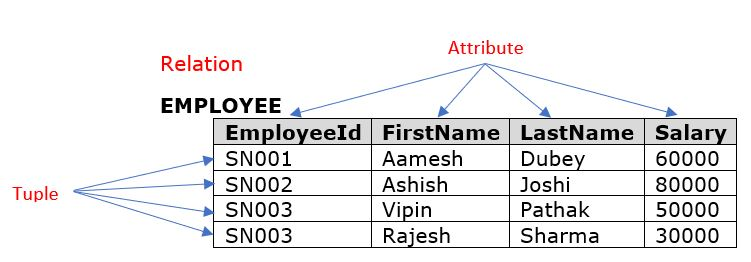 Attribute
Relation
EMPLOYEE
EmployeeId FirstName LastName Salary
SN001 Aamesh Dubey 60000
SN002 Ashish Joshi 80000
Tuple
SN003 Vipin Pathak 50000
SN003 Rajesh Sharma 30000